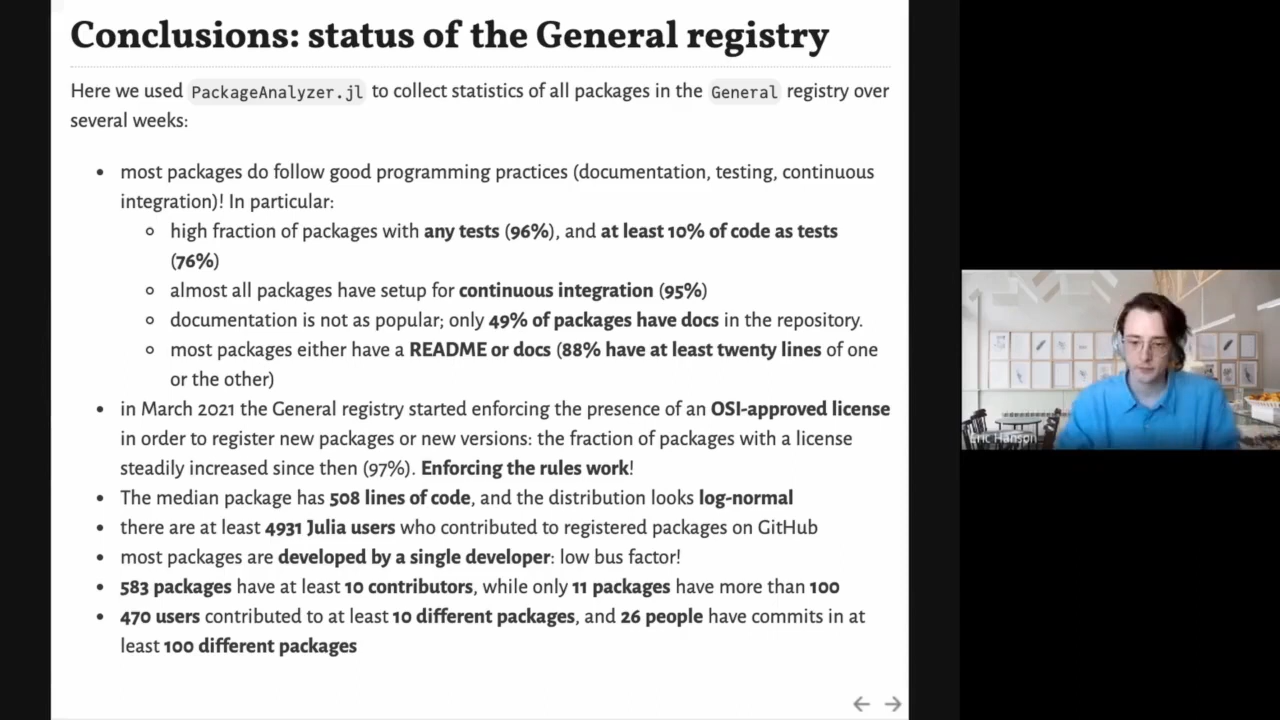 Conclusions: status of the General registry
Here we used PackageAnalyzer.jl to collect statistics of all packages in the General registry over
several weeks:
• most packages do follow good programming practices (documentation, testing, continuous
integration)! In particular:
◦ high fraction of packages with any tests (96%), and at least 10% of code as tests
(76%)
◦ almost all packages have setup for continuous integration (95%)
◦ documentation is not as popular; only 49% of packages have docs in the repository.
◦ most packages either have a README or docs (88% have at least twenty lines of one
or the other)
• in March 2021 the General registry started enforcing the presence of an OSI-approved license
in order to register new packages or new versions: the fraction of packages with a license
steadily increased since then (97%). Enforcing the rules work!
• The median package has 508 lines of code, and the distribution looks log-normal
• there are at least 4931 Julia users who contributed to registered packages on GitHub
• most packages are developed by a single developer: low bus factor!
• 583 packages have at least 10 contributors, while only 11 packages have more than 100
• 470 users contributed to at least 10 different packages, and 26 people have commits in at
least 100 different packages
Eric Hanson